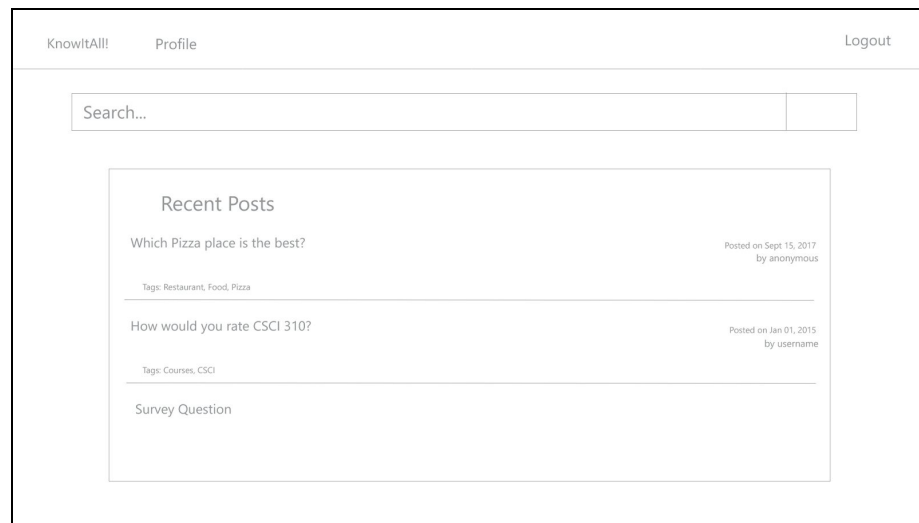 KnowItAll! Profile Logout
Search...
Recent Posts
Which Pizza place is the best?
Posted on Sept 15, 2017
by anonymous
Tags: Restaurant, Food, Pizza
How would you rate CSCI 310?
Posted on Jan 01, 2015
by username
Tags: Courses, CSCI
Survey Question